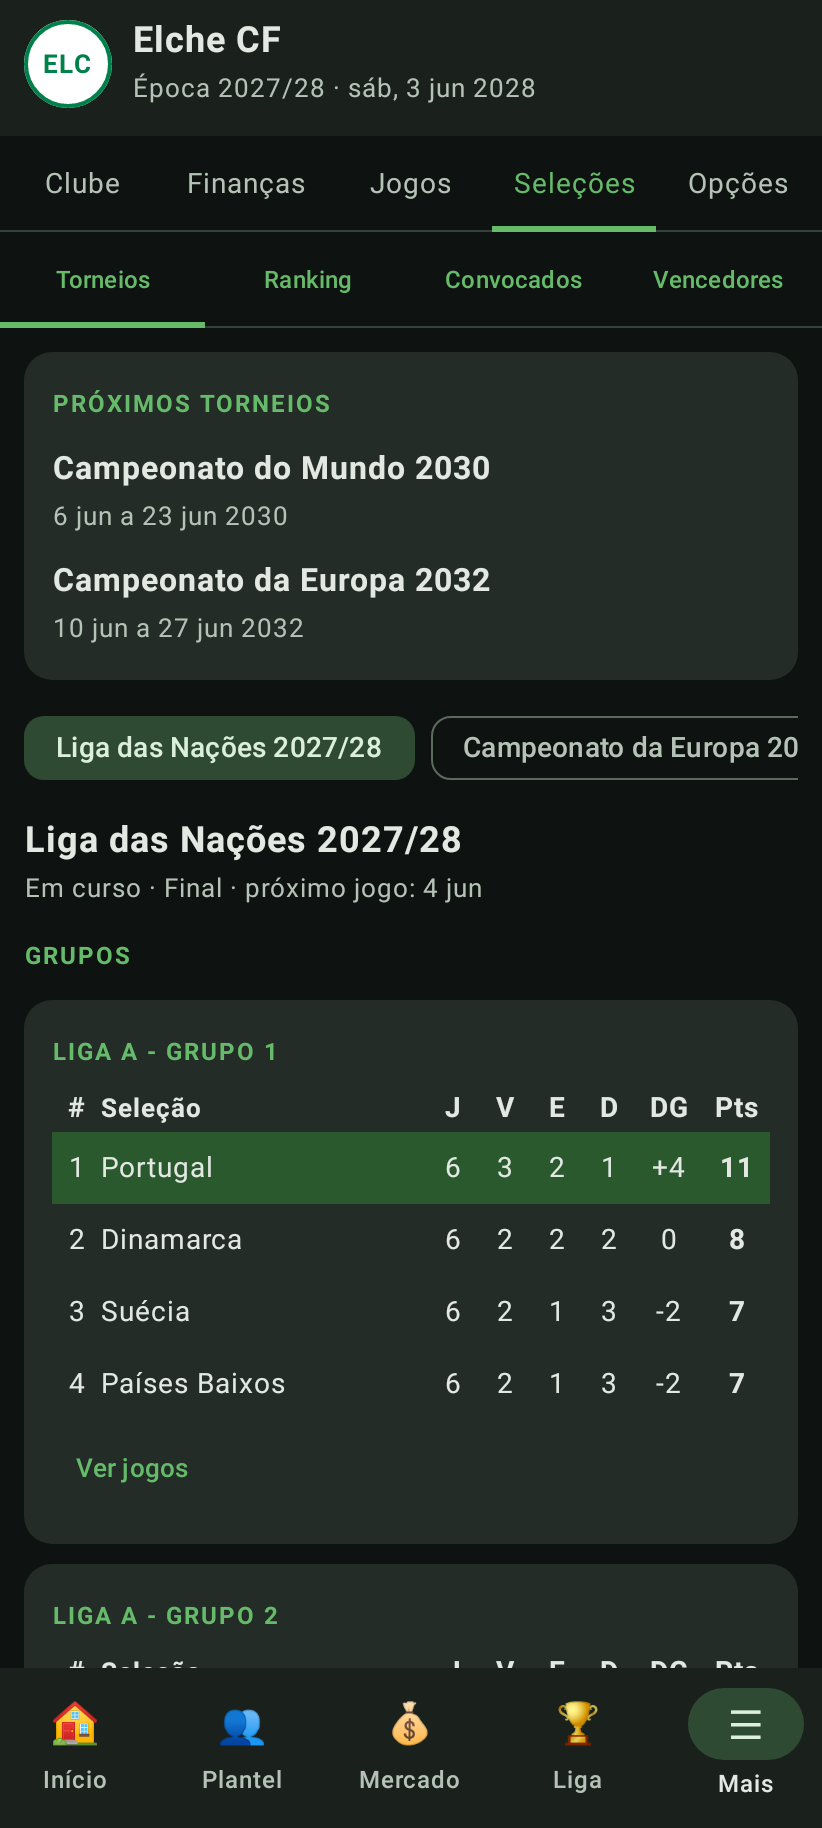 ELC
Elche CF
Época 2027/28 · sáb, 3 jun 2028
Clube Finanças Jogos Seleções Opções
Torneios Ranking Convocados Vencedores
PRÓXIMOS TORNEIOS
Campeonato do Mundo 2030
6 jun a 23 jun 2030
Campeonato da Europa 2032
10 jun a 27 jun 2032
Liga das Nações 2027/28 Campeonato da Europa 20
Liga das Nações 2027/28
Em curso · Final · próximo jogo: 4 jun
GRUPOS
LIGA A - GRUPO 1
# Seleção J V E D DG Pts
1 Portugal 6 3 2 1 +4 11
2 Dinamarca 6 2 2 2 0 8
3 Suécia 6 2 1 3 -2 7
4 Países Baixos 6 2 1 3 -2 7
Ver jogos
LIGA A - GRUPO 2
# Seleção J V E D DG Pts
Início Plantel Mercado Liga Mais